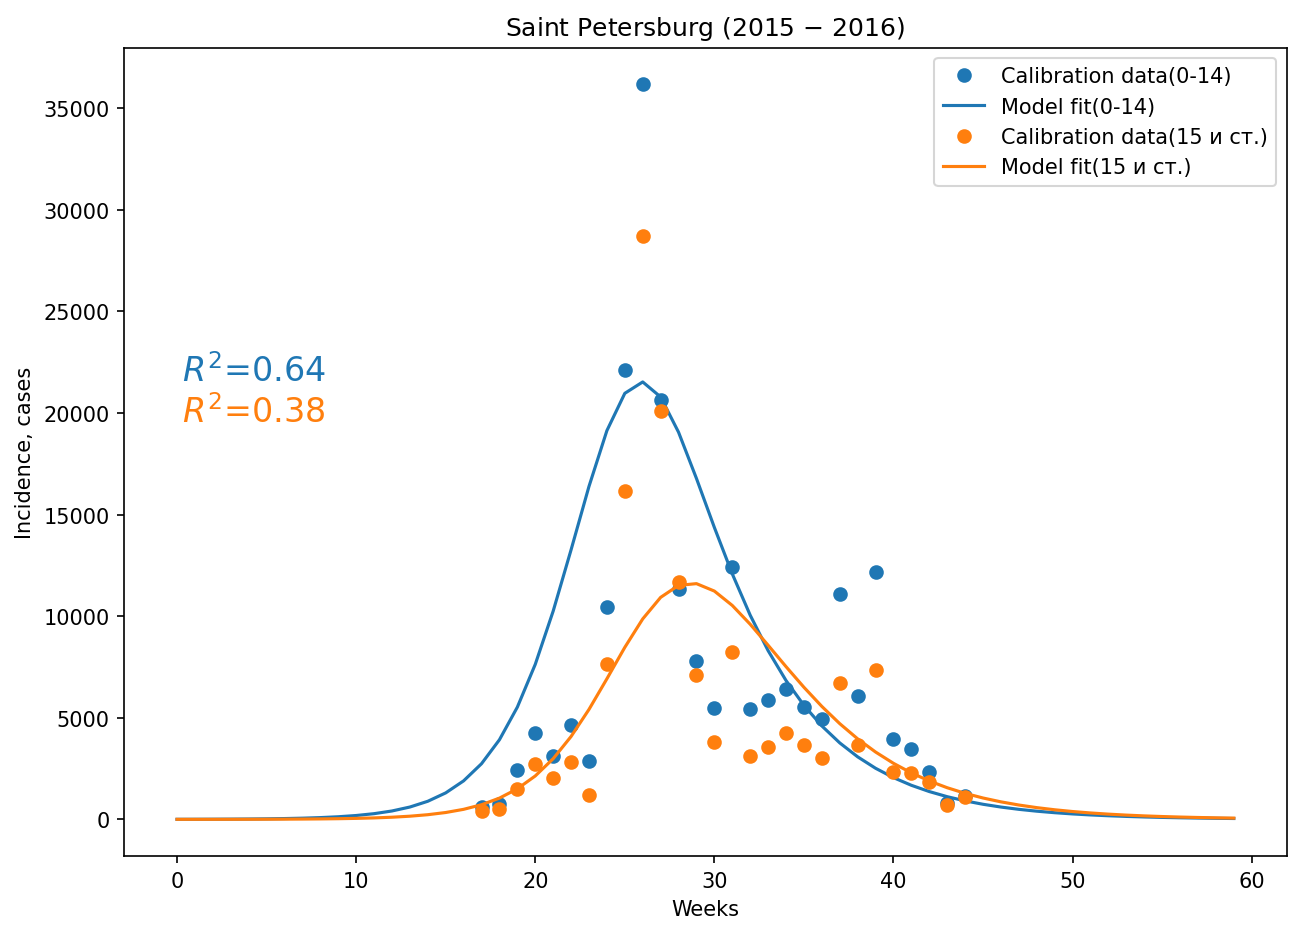 Saint Petersburg (2015 − 2016)
Calibration data(0-14)
Model fit(0-14)
Calibration data(15 и ст.)
Model fit(15 и ст.)
R²=0.64
R²=0.38
Incidence, cases
35000
30000
25000
20000
15000
10000
5000
0
0 10 20 30 40 50 60
Weeks